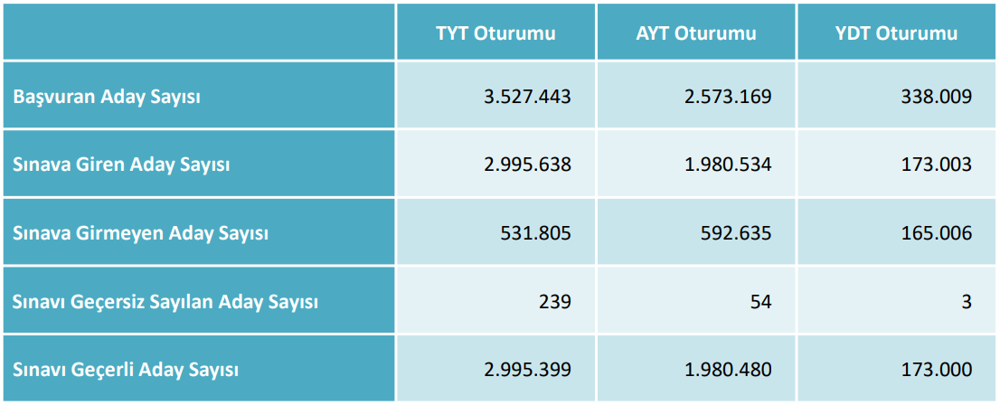 TYT Oturumu AYT Oturumu YDT Oturumu
Başvuran Aday Sayısı 3.527.443 2.573.169 338.009
Sınava Giren Aday Sayısı 2.995.638 1.980.534 173.003
Sınava Girmeyen Aday Sayısı 531.805 592.635 165.006
Sınavı Geçersiz Sayılan Aday Sayısı 239 54 3
Sınavı Geçerli Aday Sayısı 2.995.399 1.980.480 173.000